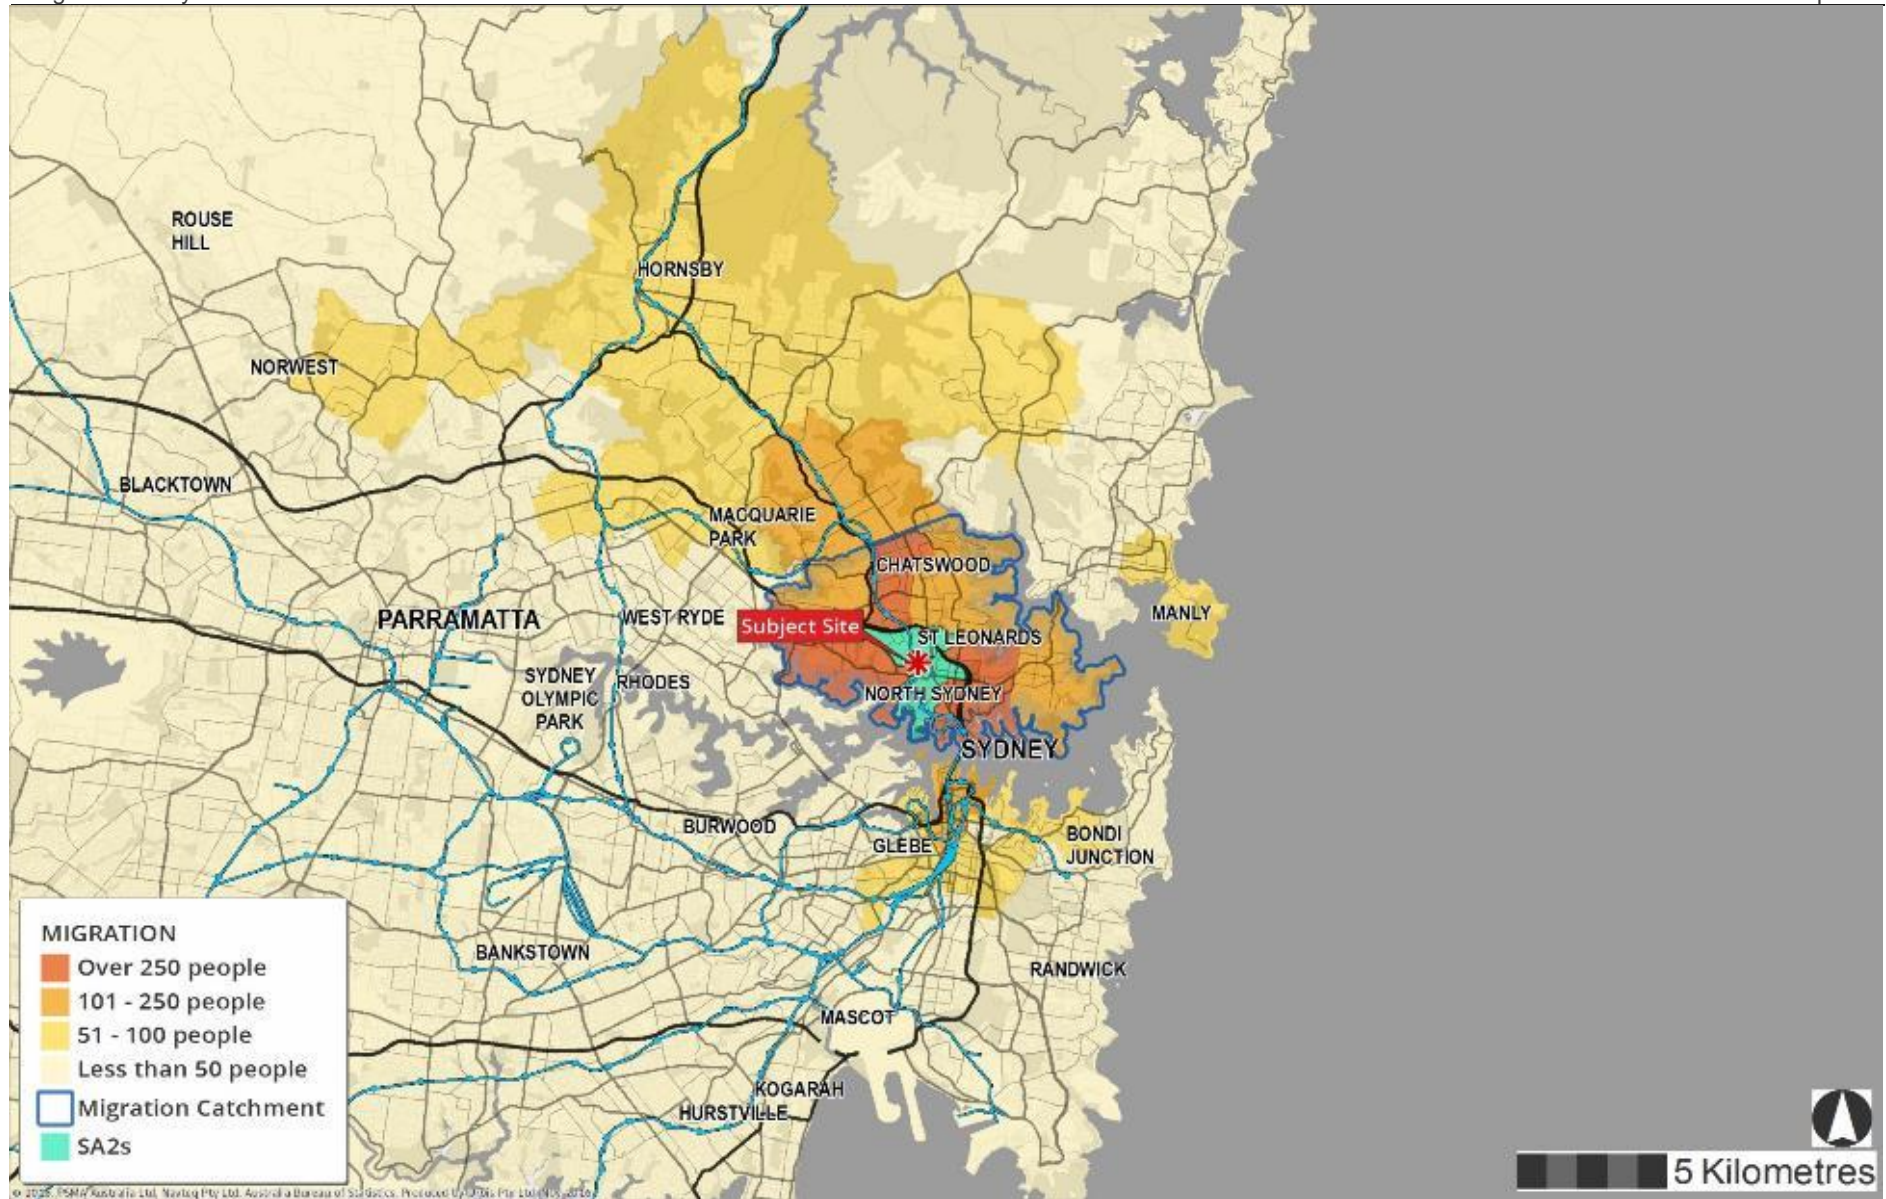 ROUSE
HILL
HORNSBY
NORWEST
BLACKTOWN
MACQUARIE
PARK
CHATSWOOD
PARRAMATTA
WEST RYDE
Subject Site
ST LEONARDS
MANLY
SYDNEY
OLYMPIC
PARK
RHODES
NORTH SYDNEY
SYDNEY
BURWOOD
GLEBE
BONDI
JUNCTION
BANKSTOWN
RANDWICK
MASCOT
KOGARAH
HURSTVILLE
MIGRATION
Over 250 people
101 - 250 people
51 - 100 people
Less than 50 people
Migration Catchment
SA2s
5 Kilometres